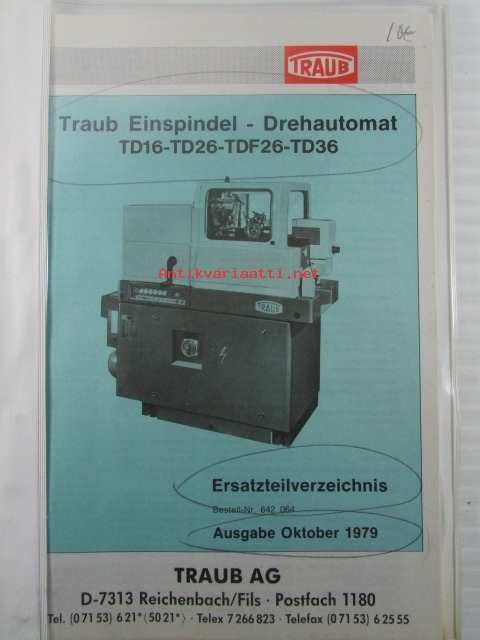 10€
TRAUB
Traub Einspindel - Drehautomat
TD16-TD26-TDF26-TD36
Antikvariaatti.net
TRAUB
Ersatzteilverzeichnis
Bestell-Nr. 642 064
Ausgabe Oktober 1979
TRAUB AG
D-7313 Reichenbach/Fils · Postfach 1180
Tel. (07153) 621* (5021*) · Telex 7266823 · Telefax (07153) 62555